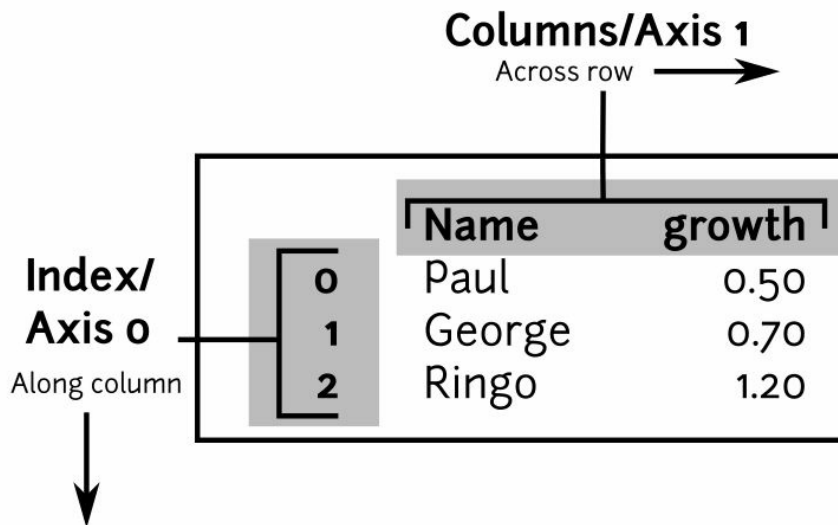 Columns/Axis 1
Across row
Name growth
Index/
Axis 0
Along column
0 Paul 0.50
1 George 0.70
2 Ringo 1.20